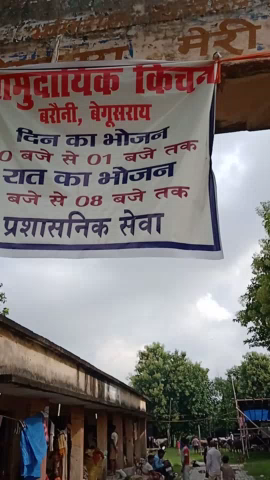 मेरी
ामुदायिक किचन
बरौनी, बेगूसराय
दिन का भोजन
0 बजे से 01 बजे तक
रात का भोजन
बजे से 08 बजे तक
प्रशासनिक सेवा